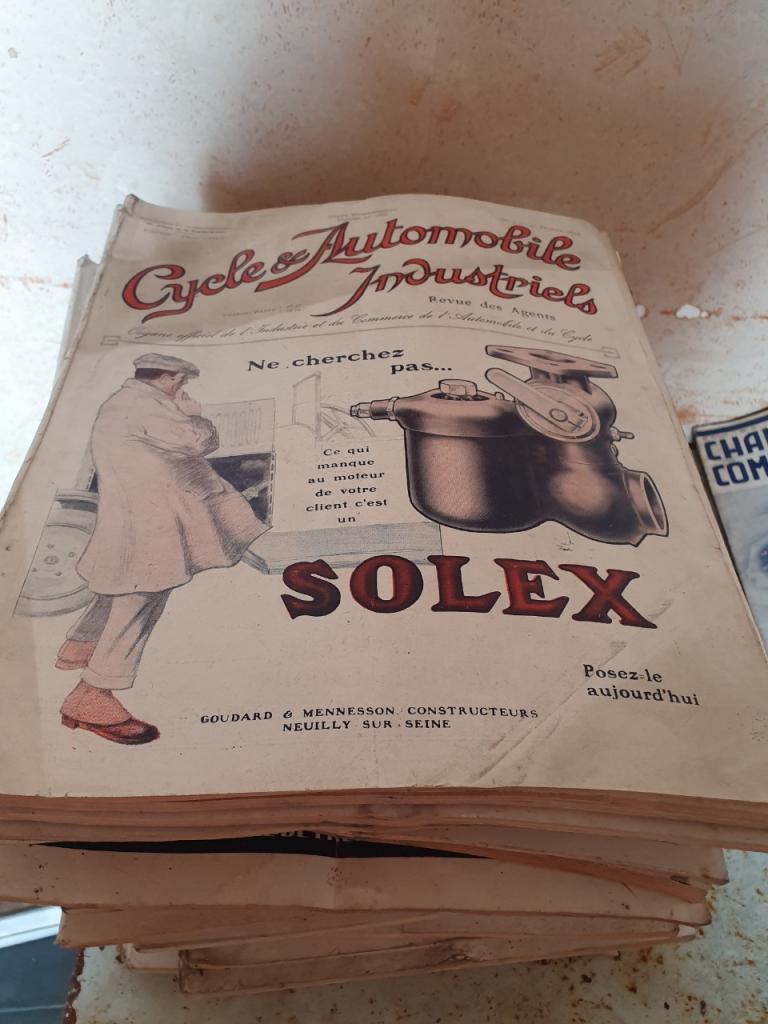 Cycle & Automobile
Industriels
Revue des Agents
Organe officiel de l'Industrie et du Commerce de l'Automobile et du Cycle
Ne cherchez
pas...
Ce qui
manque
au moteur
de votre
client c'est
un
SOLEX
Posez-le
aujourd'hui
GOUDARD & MENNESSON CONSTRUCTEURS
NEUILLY SUR SEINE
CHA
COM